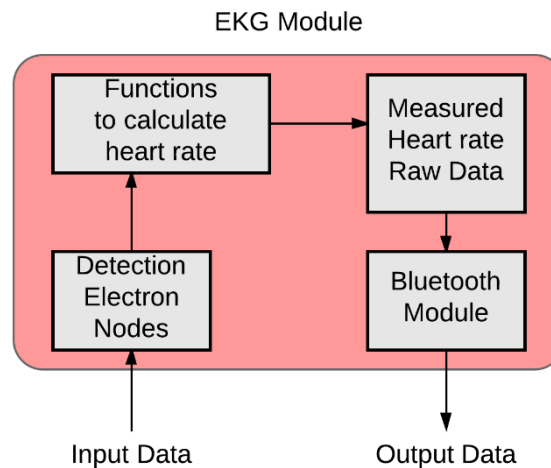 EKG Module
Functions
to calculate
heart rate
Measured
Heart rate
Raw Data
Detection
Electron
Nodes
Bluetooth
Module
Input Data
Output Data